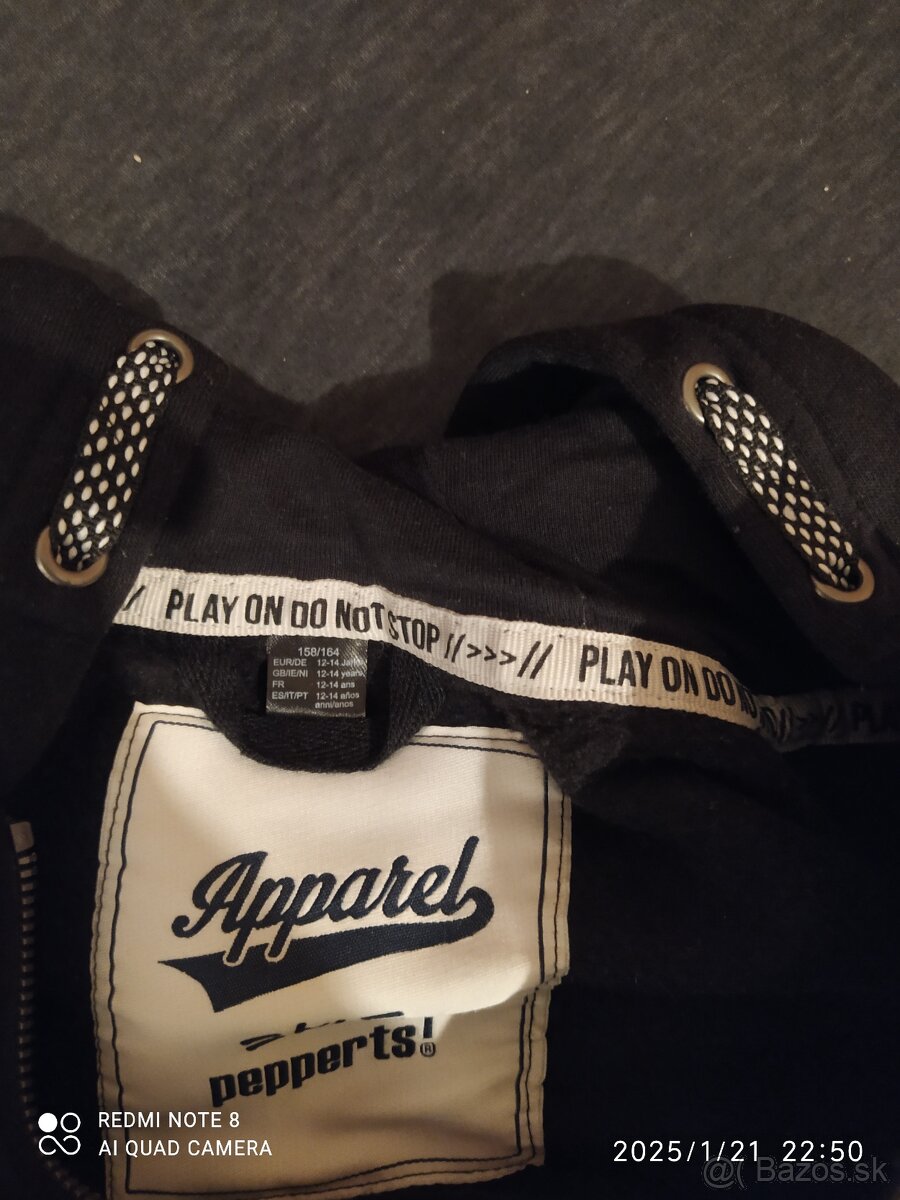 // PLAY ON DO NOT STOP //>>>// PLAY ON DO
158/164
EUR/DE 12-14 Jahre
GB/IE/NI 12-14 years
FR 12-14 ans
ES/IT/PT 12-14 años
anni/anos
Apparel
pepperts!®
REDMI NOTE 8
AI QUAD CAMERA
2025/1/21 22:50
Bazos.sk